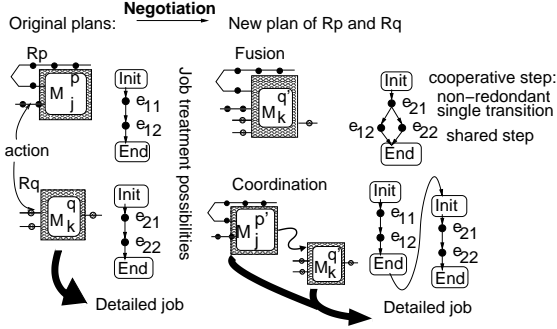 Negotiation
Original plans:
New plan of Rp and Rq
Rp
M p j
Init
e11
e12
End
action
Rq
M q k
Init
e21
e22
End
Detailed job
Job treatment possibilities
Fusion
M q' k
Init
e21
e12 e22
End
cooperative step:
non-redundant
single transition
shared step
Coordination
M p' j
M q' k
Init
e11
e12
End
Init
e21
e22
End
Detailed job